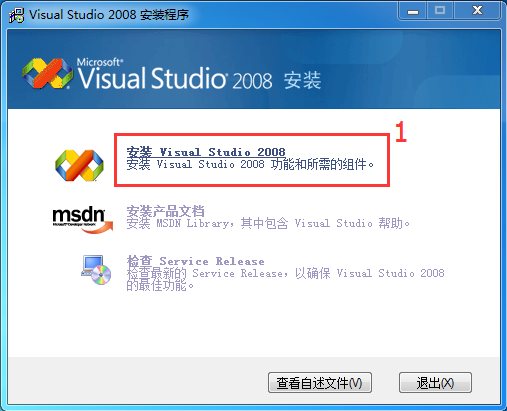 Visual Studio 2008 安装程序
Microsoft®
Visual Studio 2008 安装
1
安装 Visual Studio 2008
安装 Visual Studio 2008 功能和所需的组件。
msdn
Microsoft Developer Network
安装产品文档
安装 MSDN Library，其中包含 Visual Studio 帮助。
检查 Service Release
检查最新的 Service Release，以确保 Visual Studio 2008
的最佳功能。
查看自述文件(V)
退出(X)